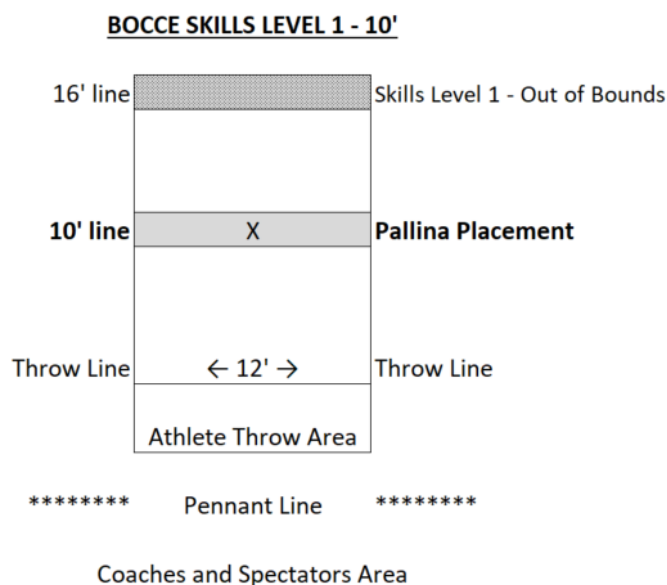 BOCCE SKILLS LEVEL 1 - 10'
16' line Skills Level 1 - Out of Bounds
10' line X Pallina Placement
Throw Line ← 12' → Throw Line
Athlete Throw Area
******** Pennant Line ********
Coaches and Spectators Area